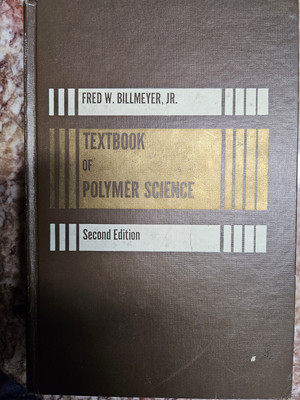 FRED W. BILLMEYER, JR.
TEXTBOOK
OF
POLYMER SCIENCE
Second Edition